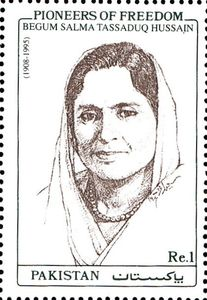 PIONEERS OF FREEDOM
BEGUM SALMA TASSADUQ HUSSAIN
(1908-1995)
Re.1
PAKISTAN پاکستان